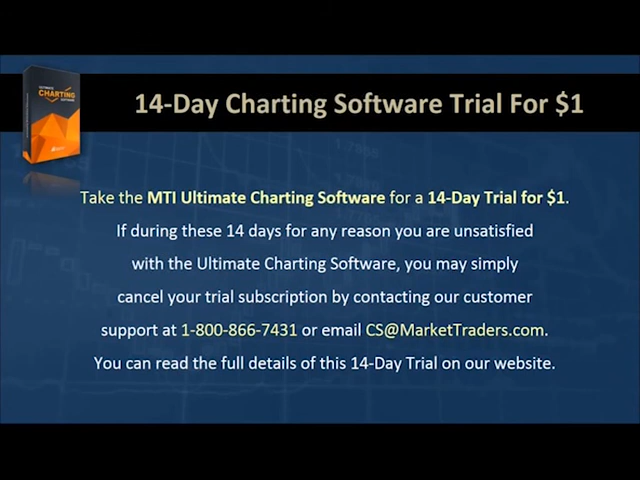 ULTIMATE
CHARTING
SOFTWARE
14-Day Charting Software Trial For $1
Take the MTI Ultimate Charting Software for a 14-Day Trial for $1.
If during these 14 days for any reason you are unsatisfied
with the Ultimate Charting Software, you may simply
cancel your trial subscription by contacting our customer
support at 1-800-866-7431 or email CS@MarketTraders.com.
You can read the full details of this 14-Day Trial on our website.